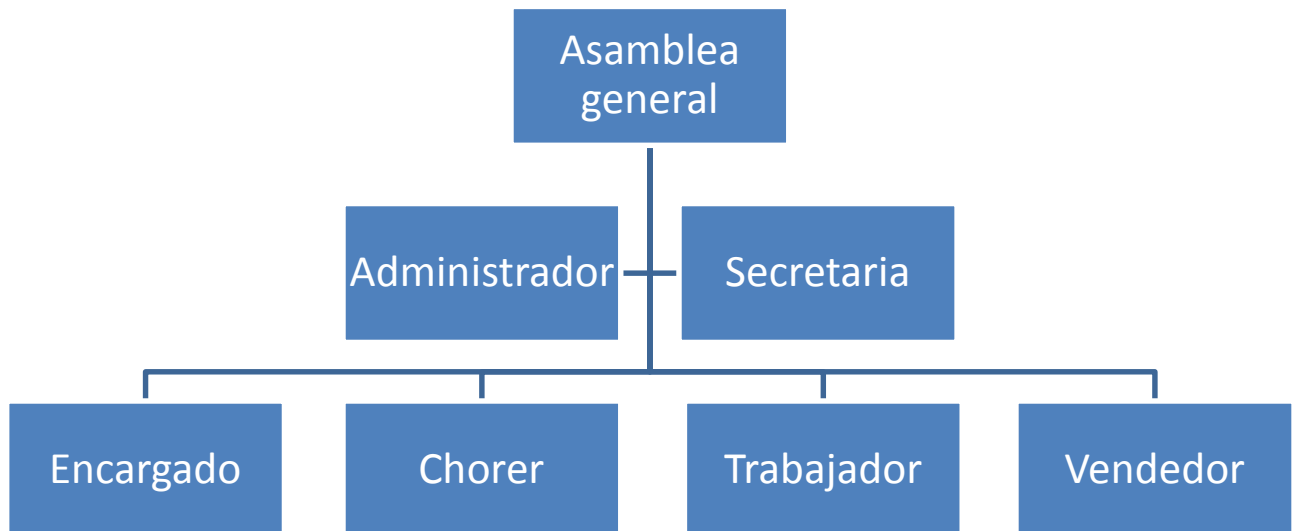 Asamblea
general
Administrador
Secretaria
Encargado
Chorer
Trabajador
Vendedor